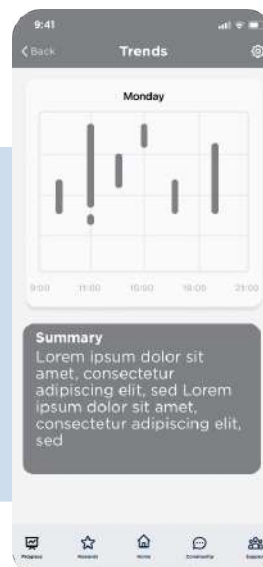 9:41
Back
Trends
Monday
9:00 11:00 15:00 18:00 21:00
Summary
Lorem ipsum dolor sit
amet, consectetur
adipiscing elit, sed Lorem
ipsum dolor sit amet,
consectetur adipiscing elit,
sed
Progress Rewards Home Community Support